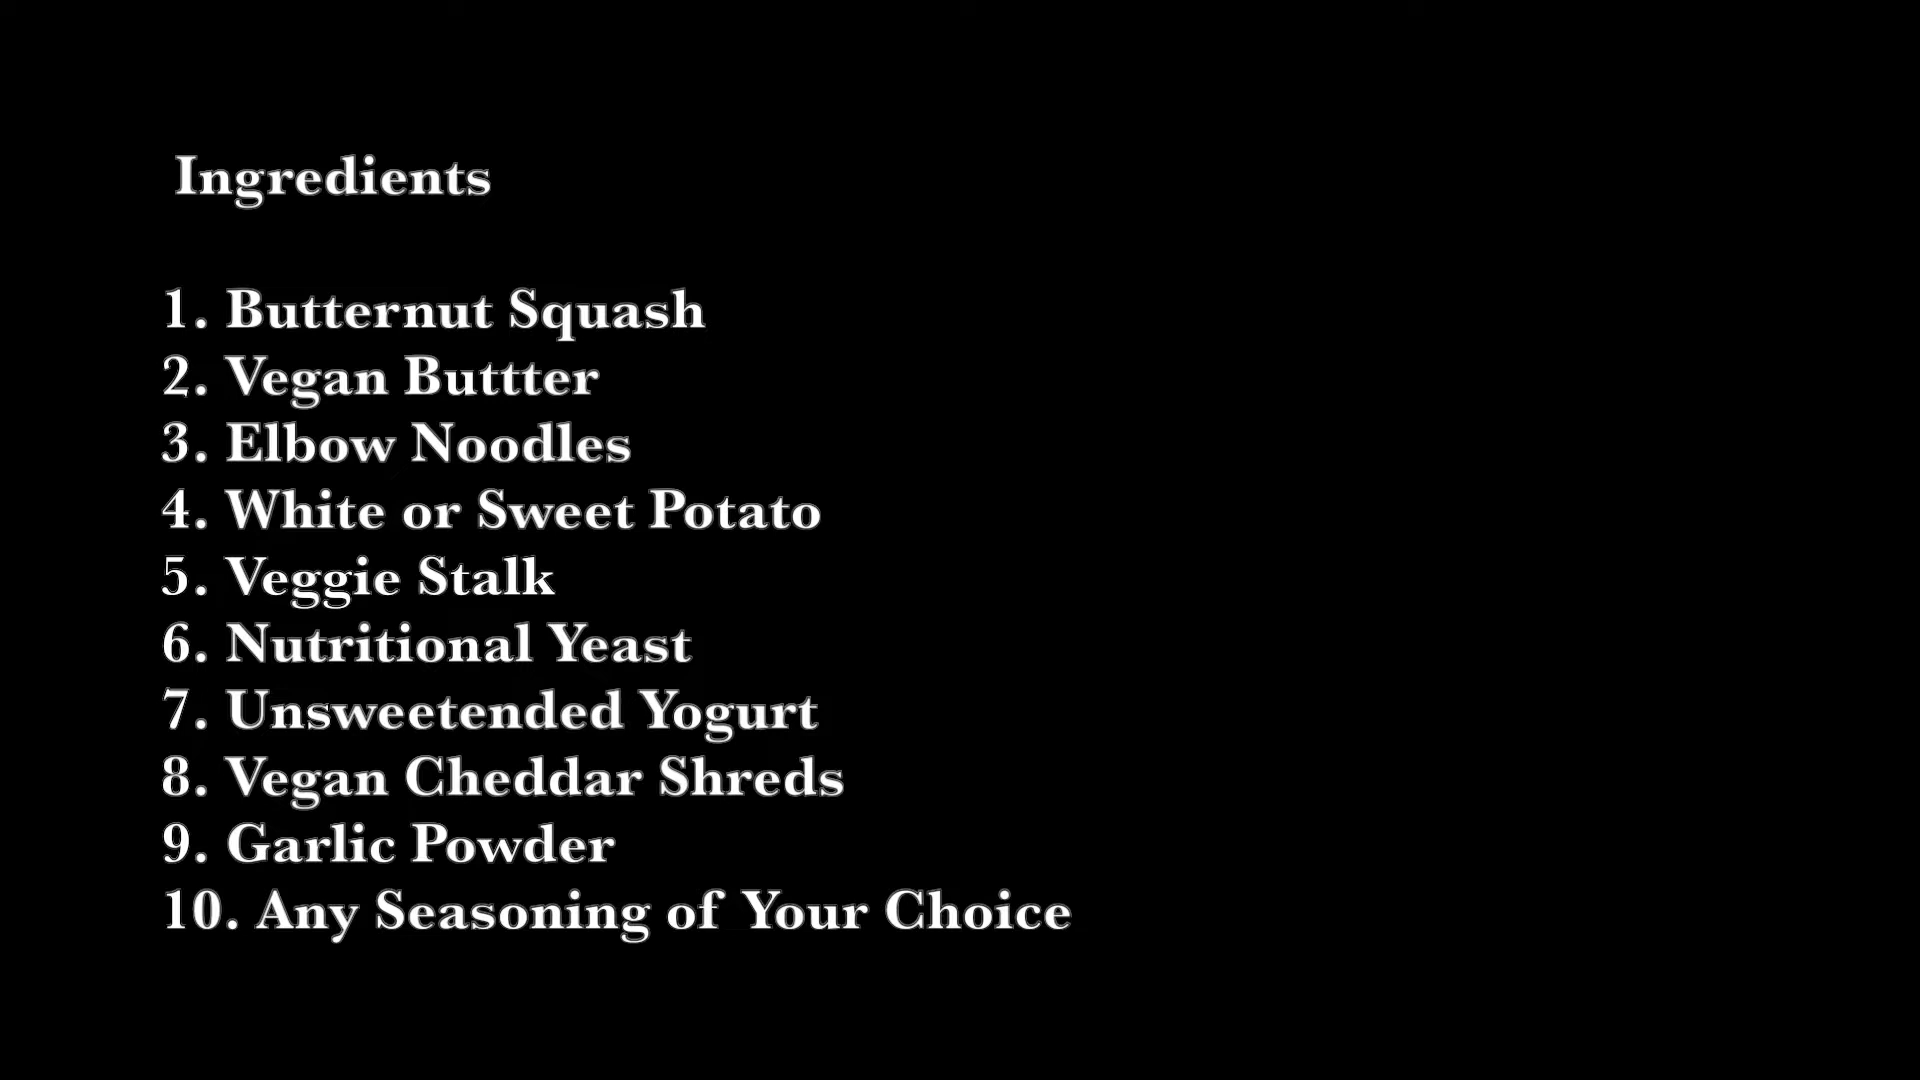 Ingredients
1. Butternut Squash
2. Vegan Buttter
3. Elbow Noodles
4. White or Sweet Potato
5. Veggie Stalk
6. Nutritional Yeast
7. Unsweetended Yogurt
8. Vegan Cheddar Shreds
9. Garlic Powder
10. Any Seasoning of Your Choice